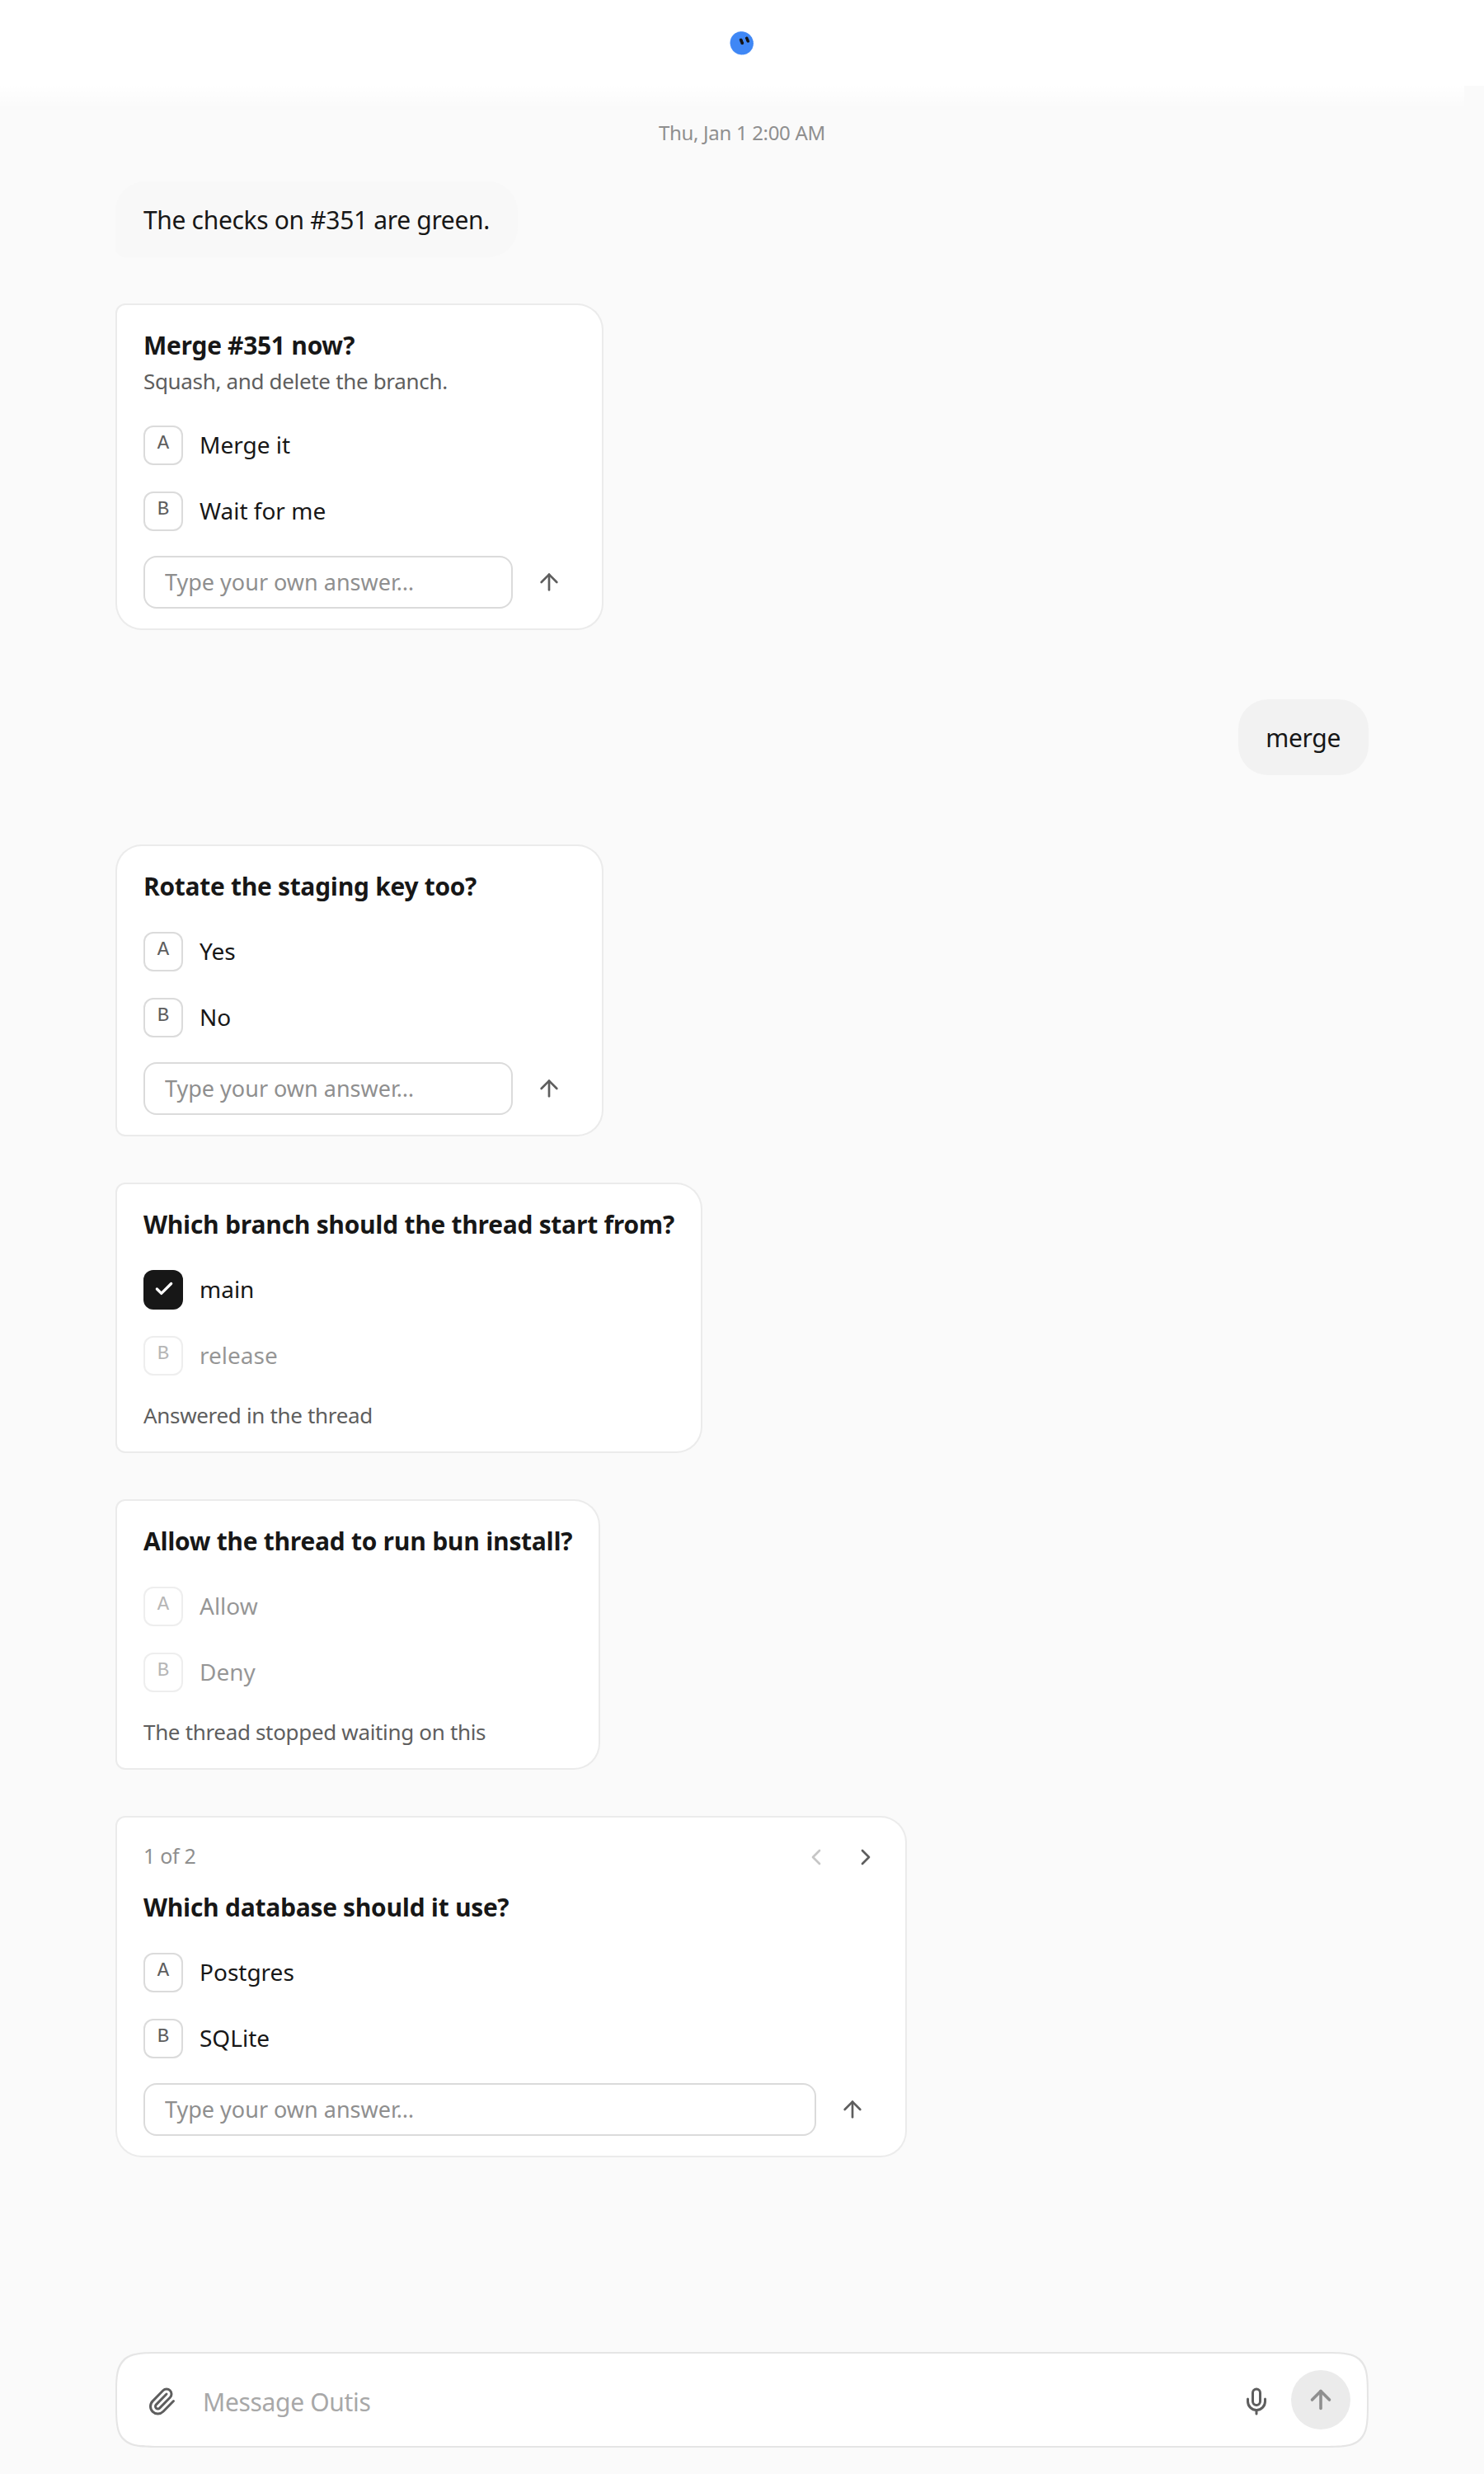 Thu, Jan 1 2:00 AM
The checks on #351 are green.
Merge #351 now?
Squash, and delete the branch.
A Merge it
B Wait for me
Type your own answer...
merge
Rotate the staging key too?
A Yes
B No
Type your own answer...
Which branch should the thread start from?
main
B release
Answered in the thread
Allow the thread to run bun install?
A Allow
B Deny
The thread stopped waiting on this
1 of 2
Which database should it use?
A Postgres
B SQLite
Type your own answer...
Message Outis